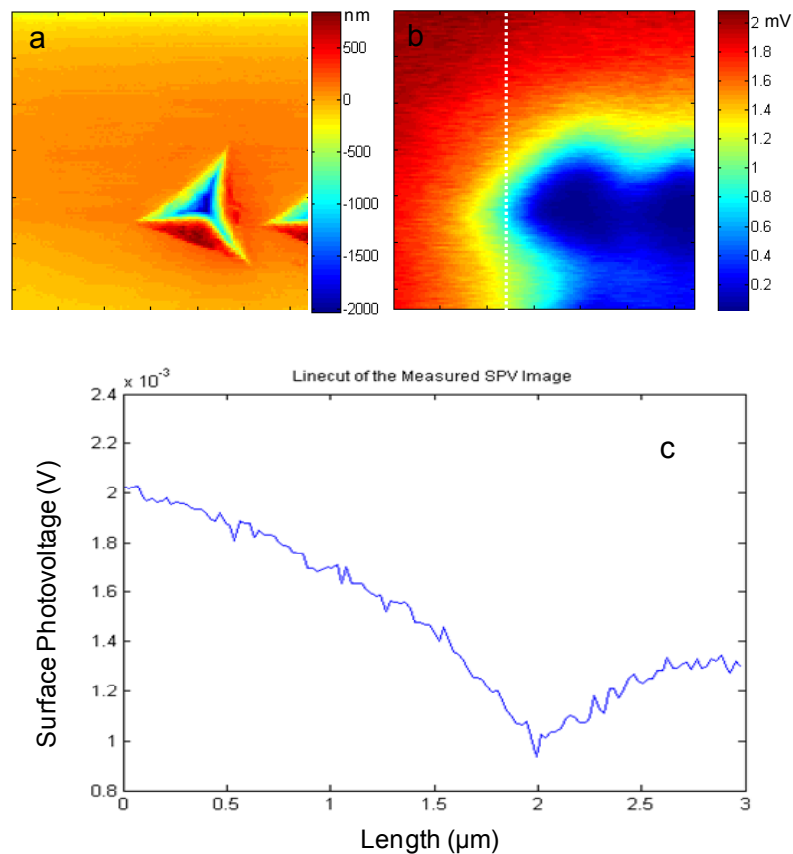 a
nm
500
0
-500
-1000
-1500
-2000
b
2 mV
1.8
1.6
1.4
1.2
1
0.8
0.6
0.4
0.2
x 10⁻³
Linecut of the Measured SPV Image
c
2.4
2.2
2
1.8
1.6
1.4
1.2
1
0.8
Surface Photovoltage (V)
0 0.5 1 1.5 2 2.5 3
Length (µm)